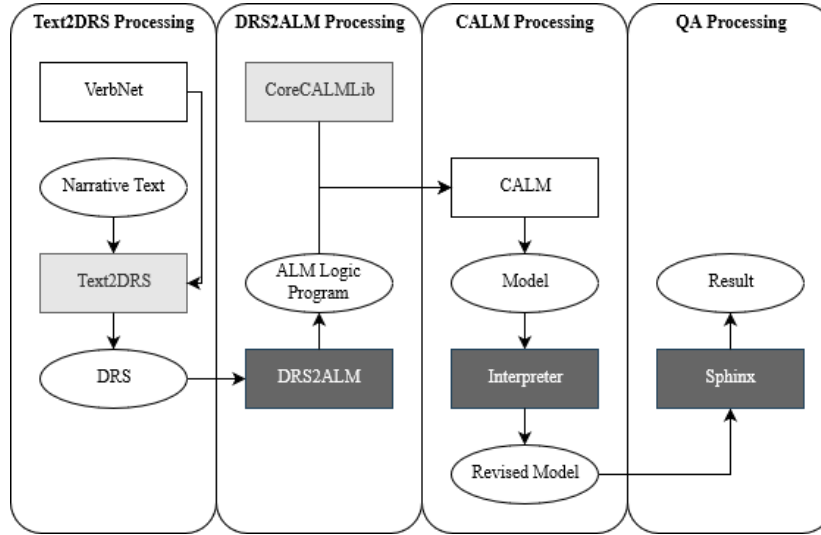 Text2DRS Processing
VerbNet
Narrative Text
Text2DRS
DRS
DRS2ALM Processing
CoreCALMLib
ALM Logic
Program
DRS2ALM
CALM Processing
CALM
Model
Interpreter
Revised Model
QA Processing
Result
Sphinx